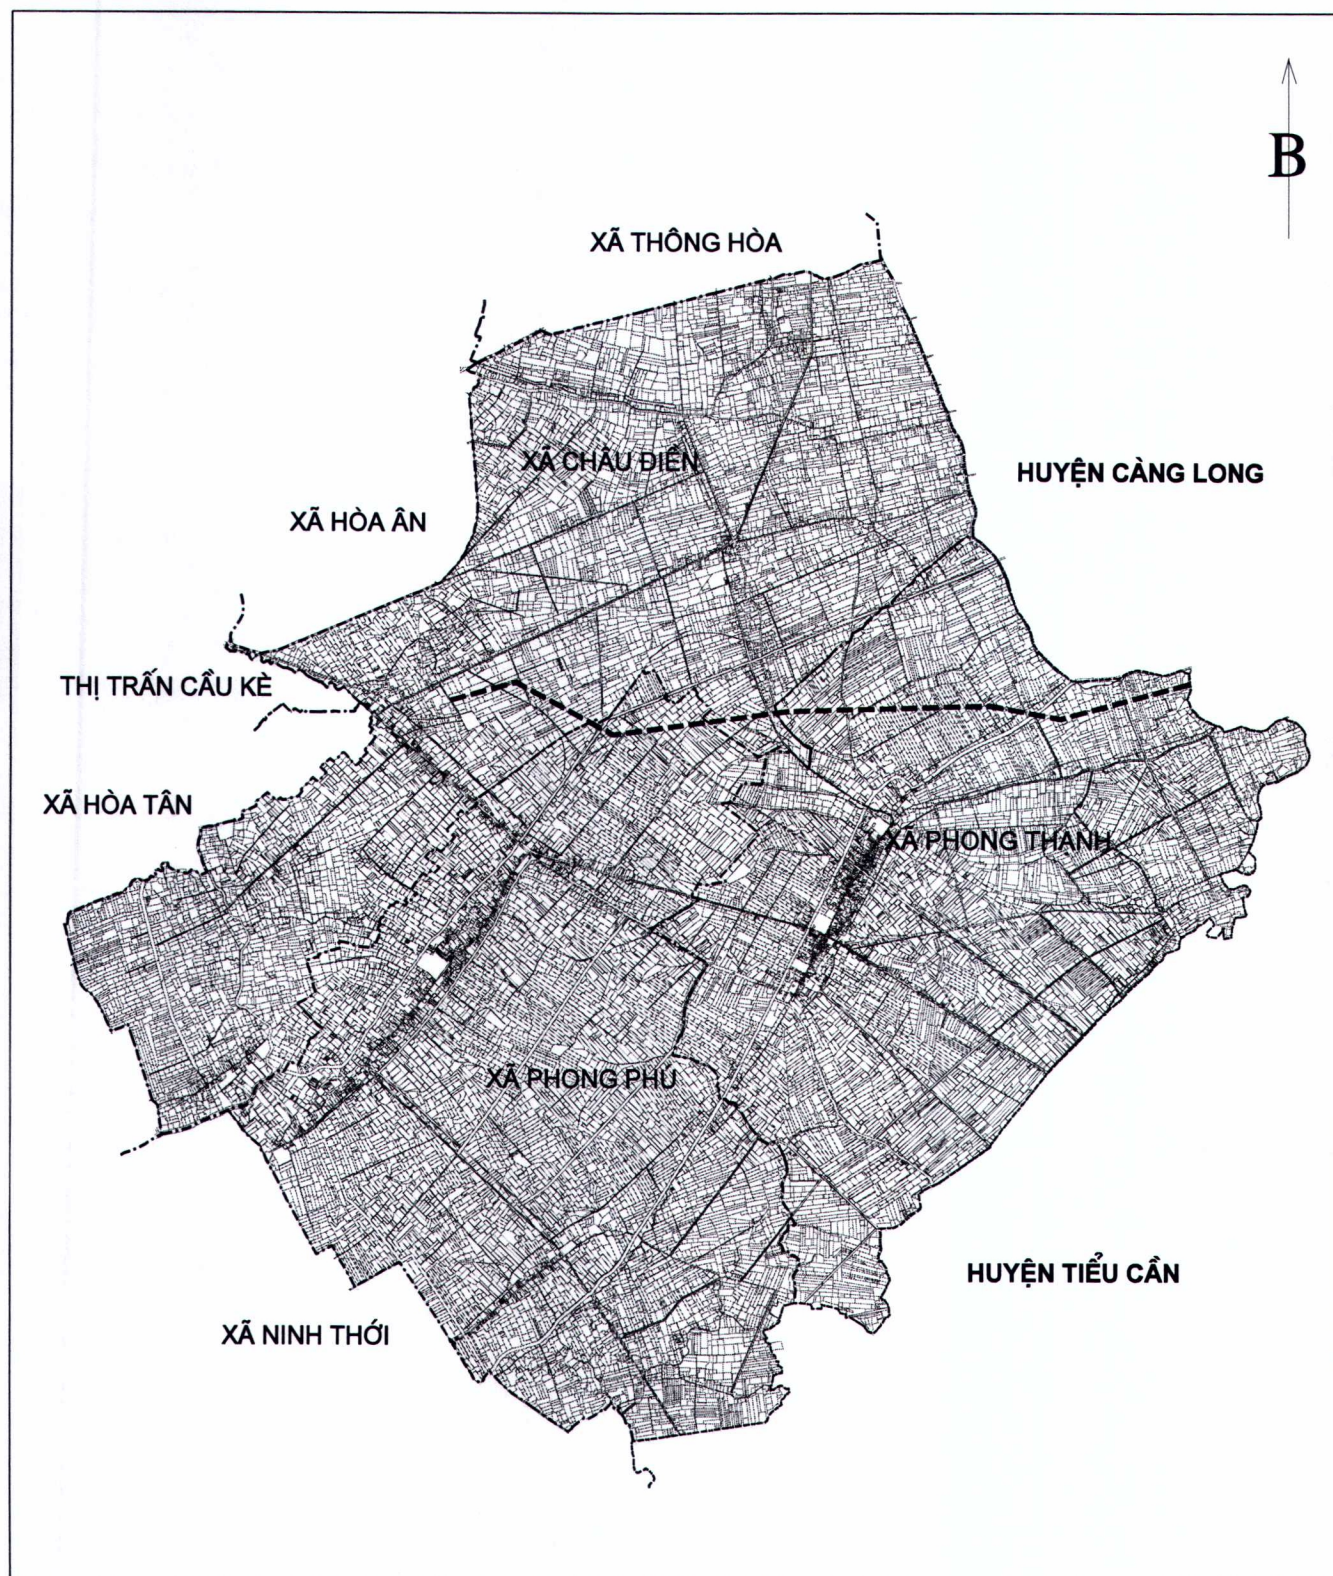 B
XÃ THÔNG HÒA
XÃ CHÂU ĐIỀN
HUYỆN CÀNG LONG
XÃ HÒA ÂN
THỊ TRẤN CẦU KÈ
XÃ HÒA TÂN
XÃ PHONG THẠNH
XÃ PHONG PHÚ
HUYỆN TIỂU CẦN
XÃ NINH THỚI